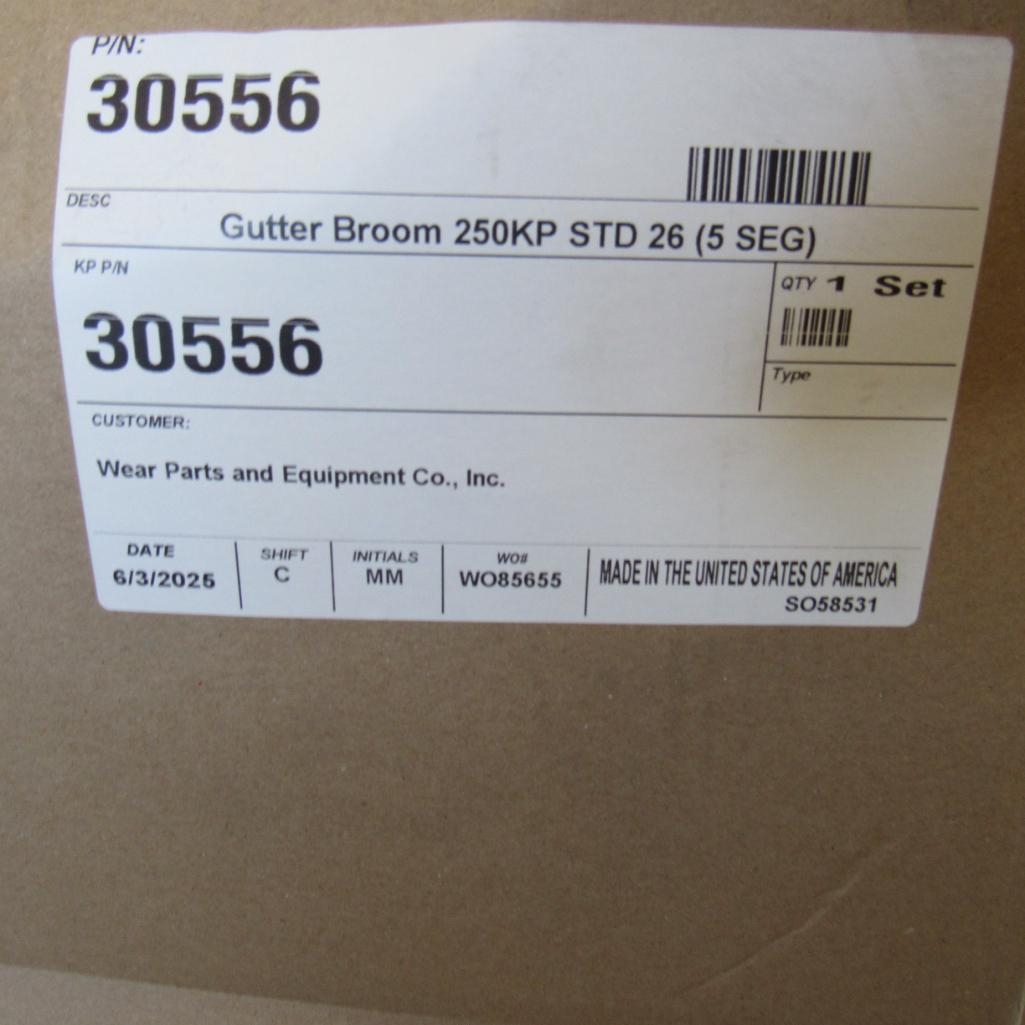 P/N:
30556
DESC
Gutter Broom 250KP STD 26 (5 SEG)
KP P/N
30556
QTY 1 Set
Type
CUSTOMER:
Wear Parts and Equipment Co., Inc.
DATE
6/3/2025
SHIFT
C
INITIALS
MM
WO#
WO85655
MADE IN THE UNITED STATES OF AMERICA
SO58531